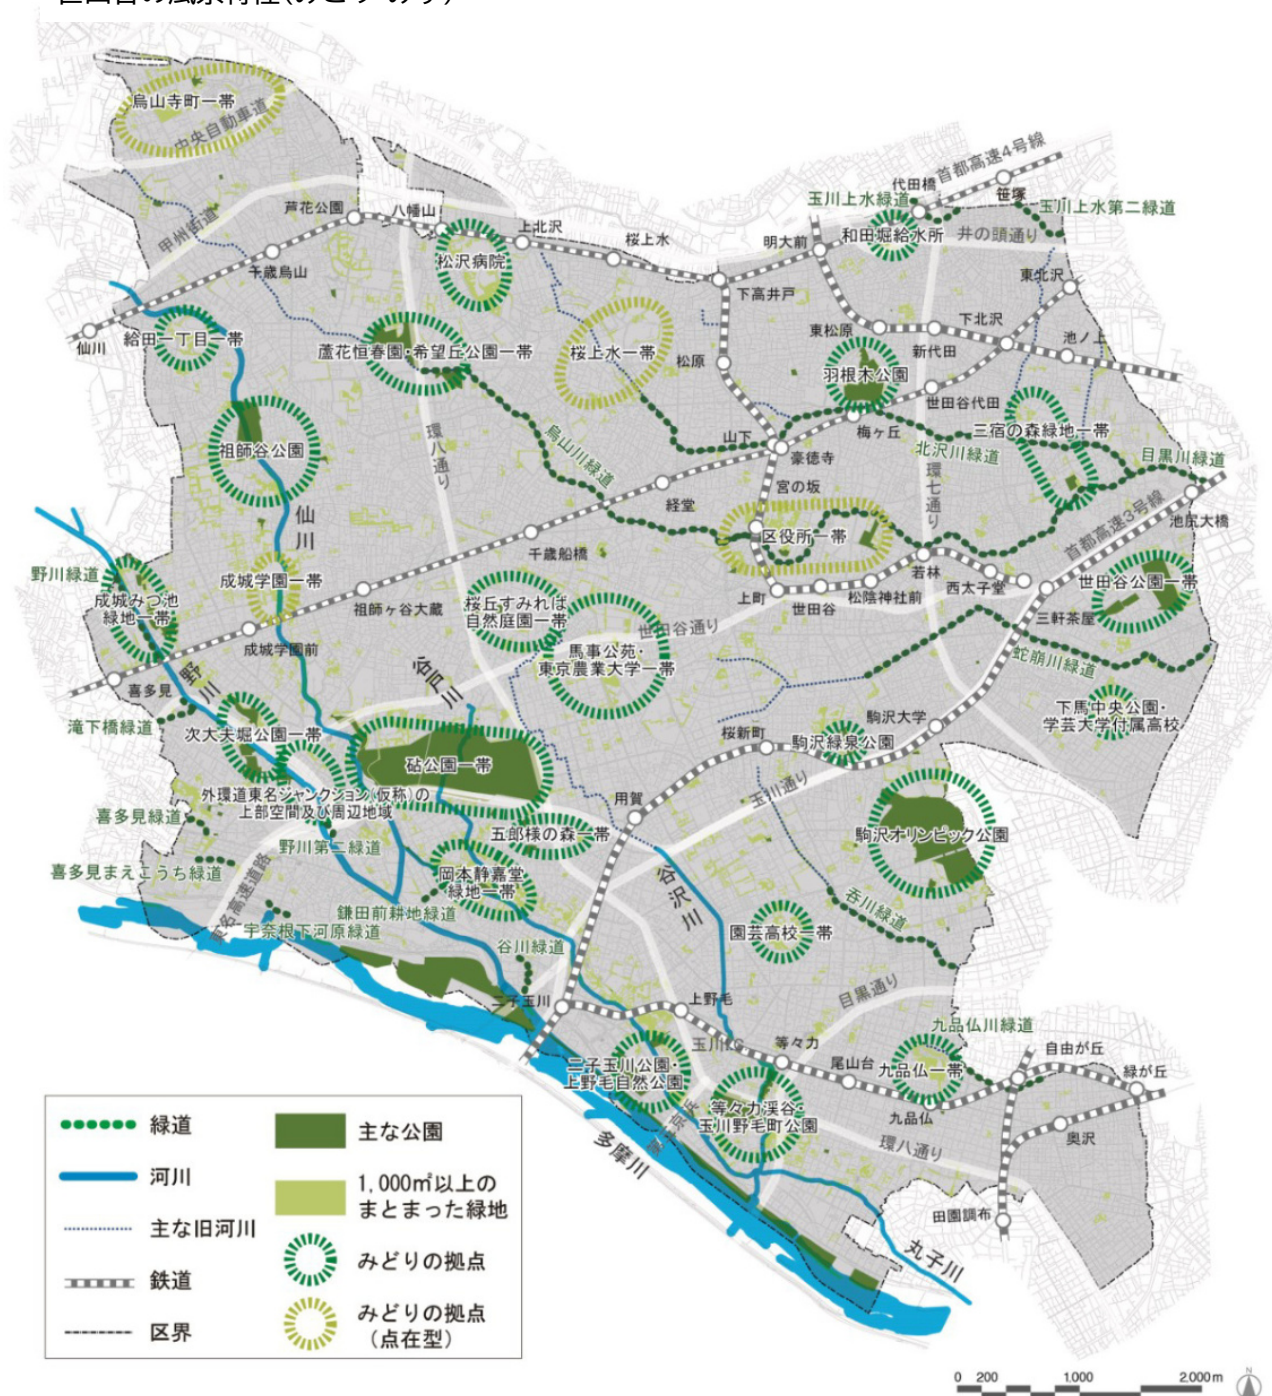 烏山寺町一帯
中央自動車道
甲州街道
芦花公園
八幡山
上北沢
桜上水
千歳烏山
松沢病院
明大前
代田橋
首都高速4号線
笹塚
玉川上水緑道
玉川上水第二緑道
和田堀給水所
井の頭通り
東北沢
下高井戸
仙川
給田一丁目一帯
蘆花恒春園・希望丘公園一帯
桜上水一帯
松原
東松原
下北沢
新代田
池ノ上
羽根木公園
世田谷代田
梅ヶ丘
三宿の森緑地一帯
祖師谷公園
環八通り
烏山川緑道
山下
豪徳寺
北沢川緑道
環七通り
目黒川緑道
宮の坂
経堂
区役所一帯
首都高速3号線
池尻大橋
仙川
千歳船橋
野川緑道
成城みつ池
緑地一帯
成城学園一帯
祖師ヶ谷大蔵
桜丘すみれば
自然庭園一帯
上町
世田谷
松陰神社前
若林
西太子堂
三軒茶屋
世田谷公園一帯
世田谷通り
馬事公苑・
東京農業大学一帯
成城学園前
喜多見
野川
谷戸川
蛇崩川緑道
滝下橋緑道
次大夫堀公園一帯
砧公園一帯
桜新町
駒沢大学
駒沢緑泉公園
下馬中央公園・
学芸大学付属高校
外環道東名ジャンクション(仮称)の
上部空間及び周辺地域
用賀
玉川通り
喜多見緑道
野川第二緑道
五郎様の森一帯
駒沢オリンピック公園
喜多見まえこうち緑道
東名高速道路
岡本静嘉堂
緑地一帯
谷沢川
呑川緑道
鎌田前耕地緑道
宇奈根下河原緑道
谷川緑道
園芸高校一帯
目黒通り
二子玉川
上野毛
玉川IC
等々力
尾山台
九品仏一帯
九品仏川緑道
自由が丘
緑が丘
二子玉川公園・
上野毛自然公園
等々力渓谷・
玉川野毛町公園
九品仏
奥沢
環八通り
多摩川
田園調布
丸子川
緑道
河川
主な旧河川
鉄道
区界
主な公園
1,000㎡以上の
まとまった緑地
みどりの拠点
みどりの拠点
(点在型)
0 200 1,000 2,000m
N